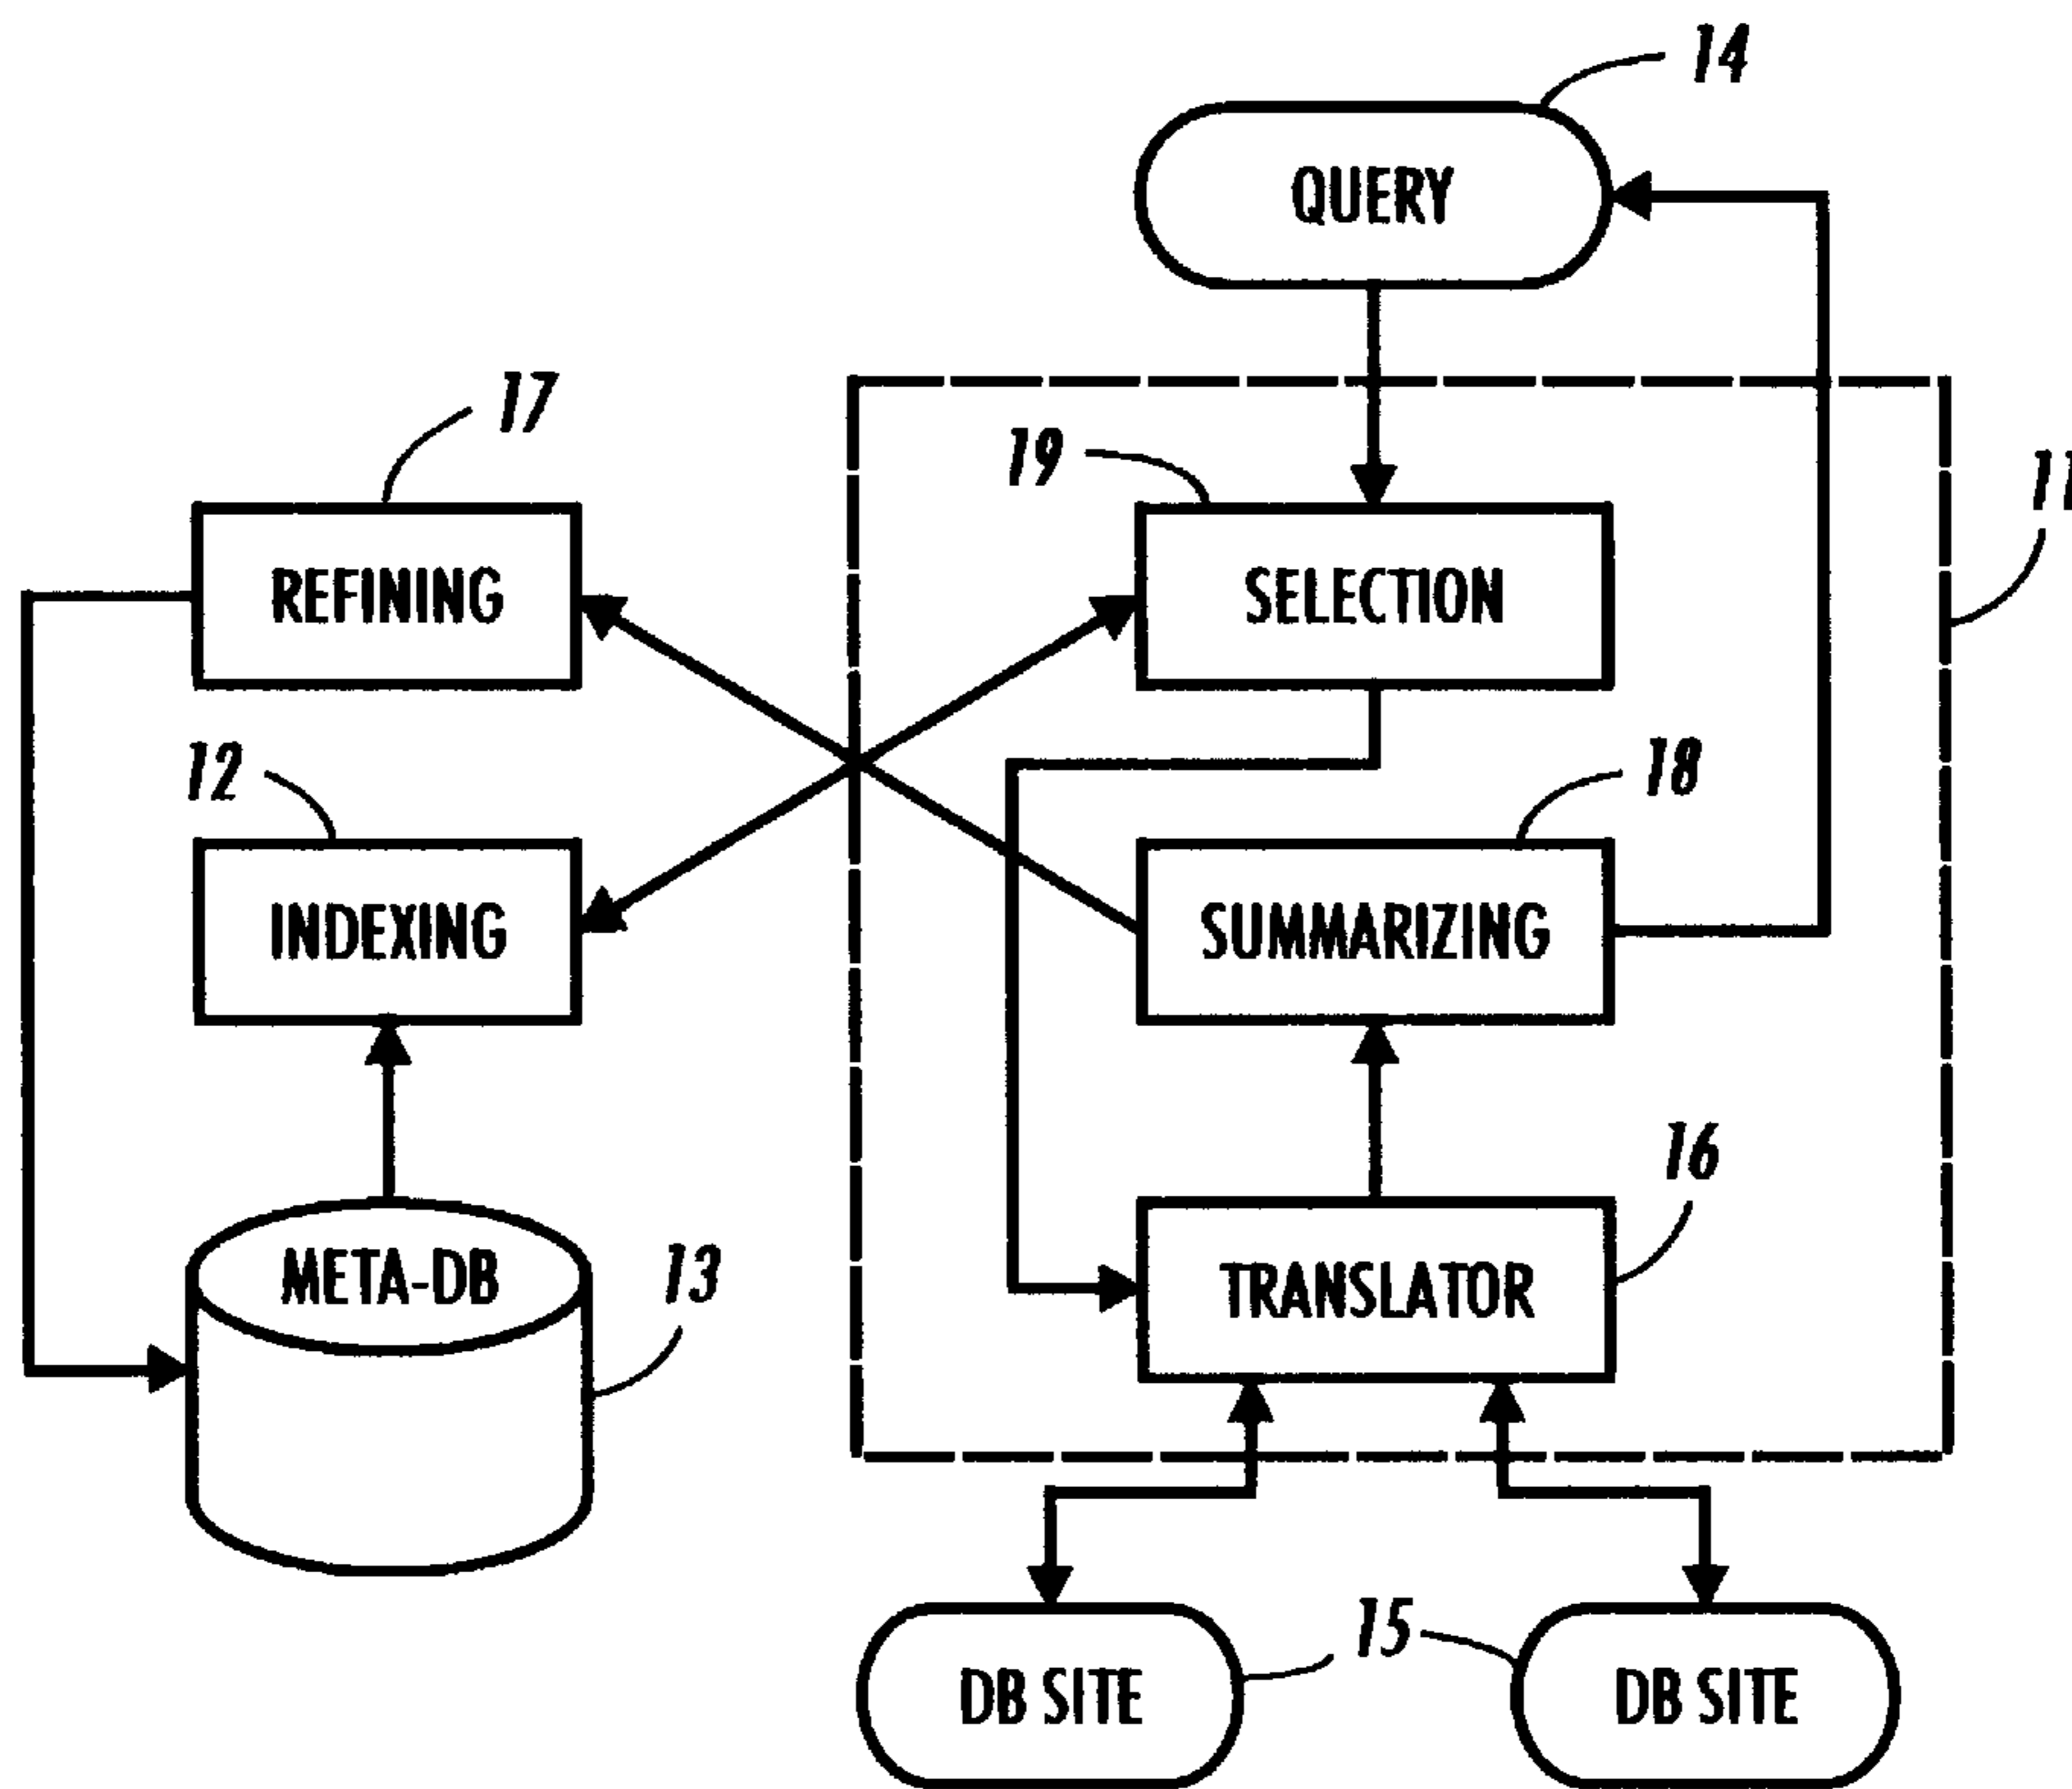 14
QUERY
17
19
11
REFINING
SELECTION
12
18
INDEXING
SUMMARIZING
16
META-DB
13
TRANSLATOR
15
DB SITE
DB SITE